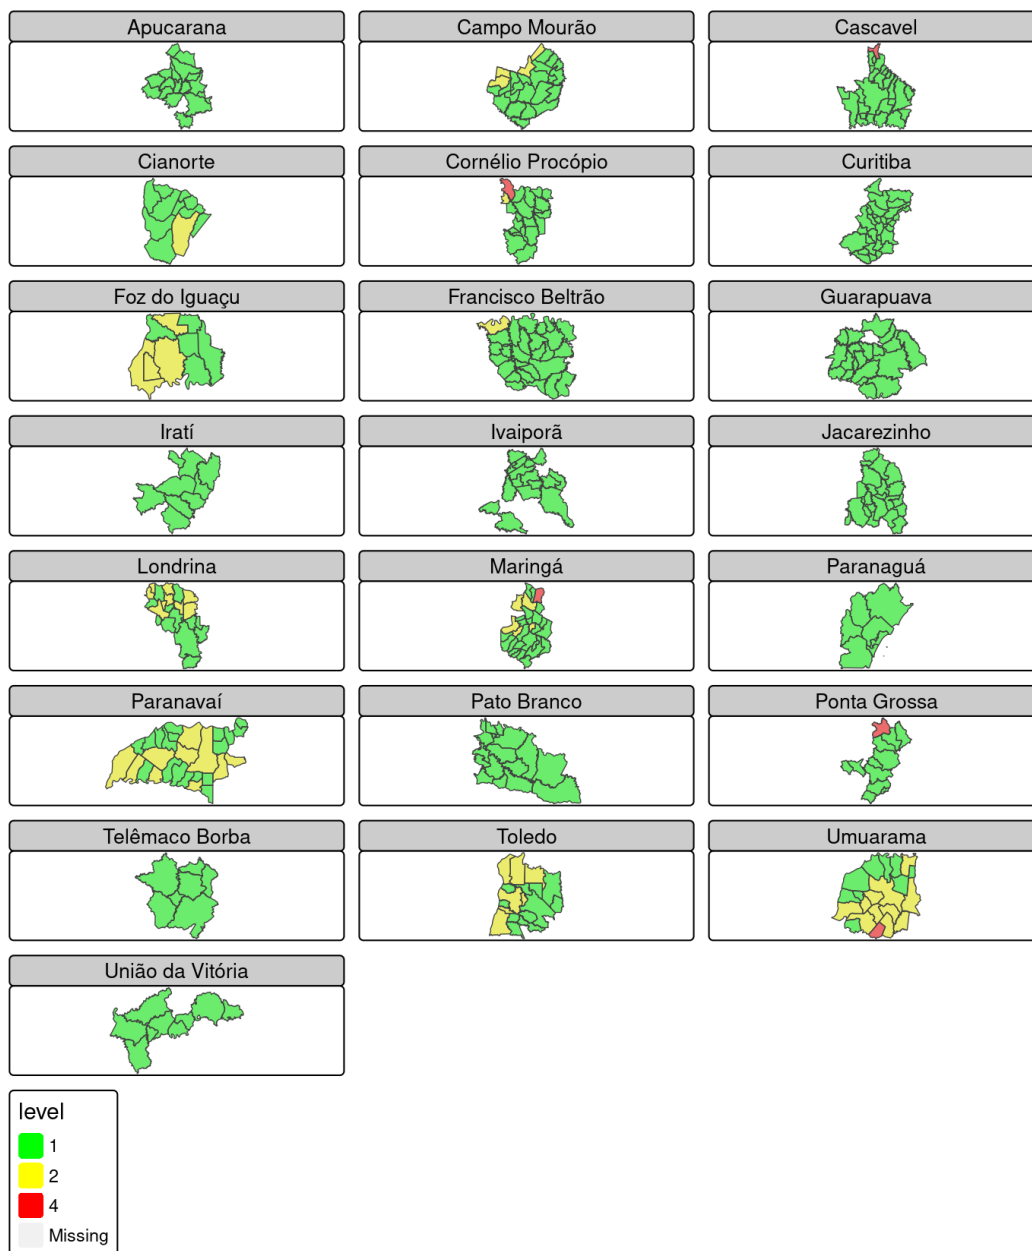 Apucarana
Campo Mourão
Cascavel
Cianorte
Cornélio Procópio
Curitiba
Foz do Iguaçu
Francisco Beltrão
Guarapuava
Iratí
Ivaiporã
Jacarezinho
Londrina
Maringá
Paranaguá
Paranavaí
Pato Branco
Ponta Grossa
Telêmaco Borba
Toledo
Umuarama
União da Vitória
level
1
2
4
Missing